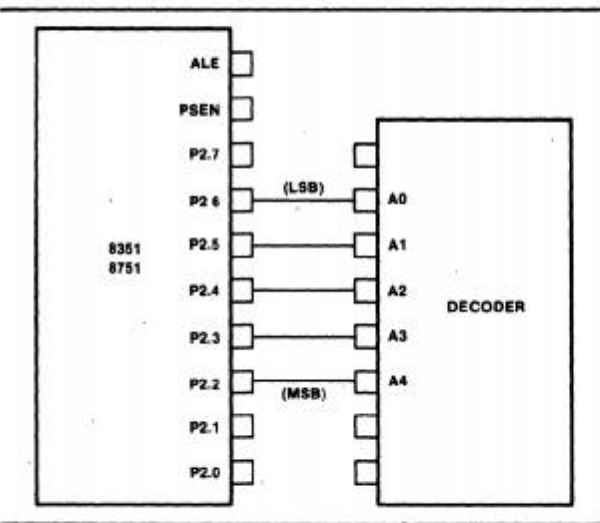 ALE
PSEN
P2.7
P2 6
(LSB)
A0
P2.5
A1
8351
8751
P2.4
A2
DECODER
P2.3
A3
P2.2
(MSB)
A4
P2.1
P2.0